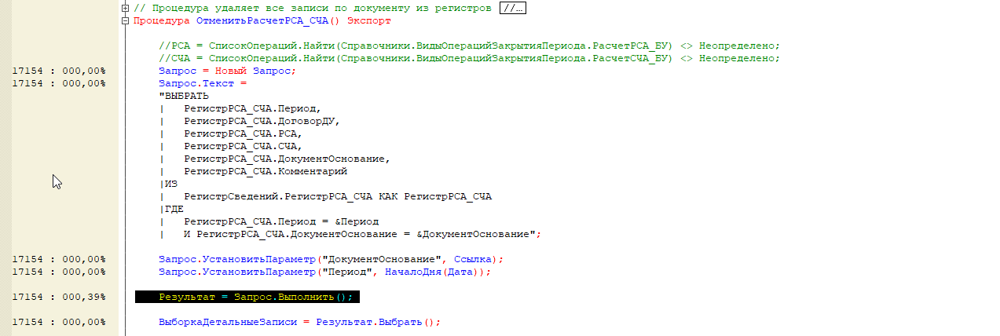 // Процедура удаляет все записи по документу из регистров //…
Процедура ОтменитьРасчетРСА_СЧА() Экспорт
//РСА = СписокОпераций.Найти(Справочники.ВидыОперацийЗакрытияПериода.РасчетРСА_БУ) <> Неопределено;
//СЧА = СписокОпераций.Найти(Справочники.ВидыОперацийЗакрытияПериода.РасчетСЧА_БУ) <> Неопределено;
17154 : 000,00% Запрос = Новый Запрос;
17154 : 000,00% Запрос.Текст =
"ВЫБРАТЬ
| РегистрРСА_СЧА.Период,
| РегистрРСА_СЧА.ДоговорДУ,
| РегистрРСА_СЧА.РСА,
| РегистрРСА_СЧА.СЧА,
| РегистрРСА_СЧА.ДокументОснование,
| РегистрРСА_СЧА.Комментарий
|ИЗ
| РегистрСведений.РегистрРСА_СЧА КАК РегистрРСА_СЧА
|ГДЕ
| РегистрРСА_СЧА.Период = &Период
| И РегистрРСА_СЧА.ДокументОснование = &ДокументОснование";
17154 : 000,00% Запрос.УстановитьПараметр("ДокументОснование", Ссылка);
17154 : 000,00% Запрос.УстановитьПараметр("Период", НачалоДня(Дата));
17154 : 000,39% Результат = Запрос.Выполнить();
17154 : 000,00% ВыборкаДетальныеЗаписи = Результат.Выбрать();